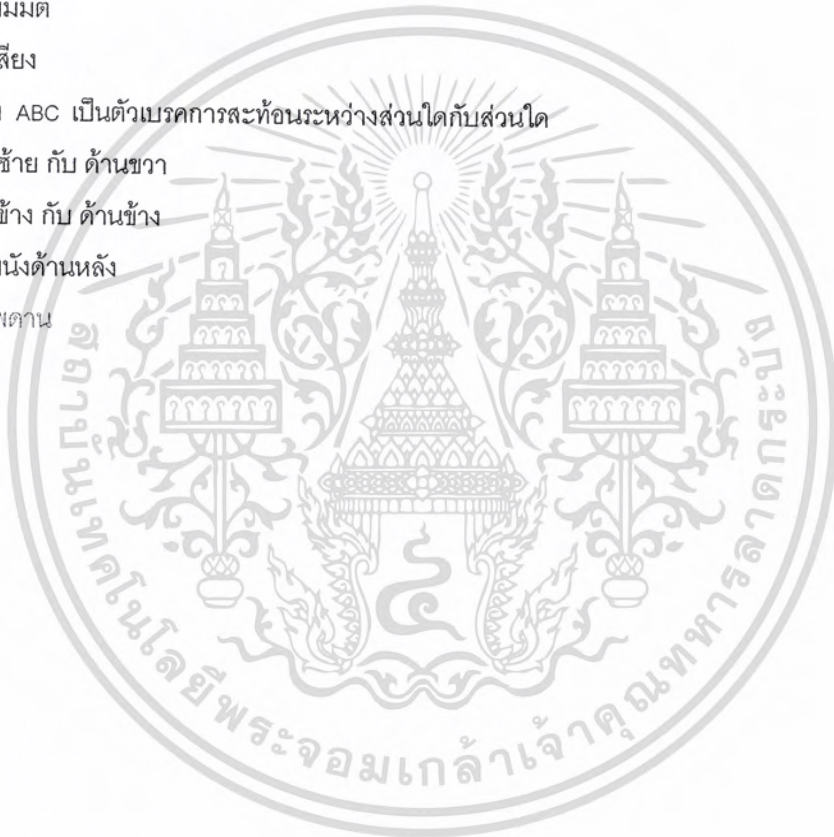 เสียง
ABC เป็นตัวเบรคการสะท้อนระหว่างส่วนใดกับส่วนใด
ซ้าย กับ ด้านขวา
ข้าง กับ ด้านข้าง
นังด้านหลัง
พดาน
สถาบันเทคโนโลยีพระจอมเกล้าเจ้าคุณทหารลาดกระบัง